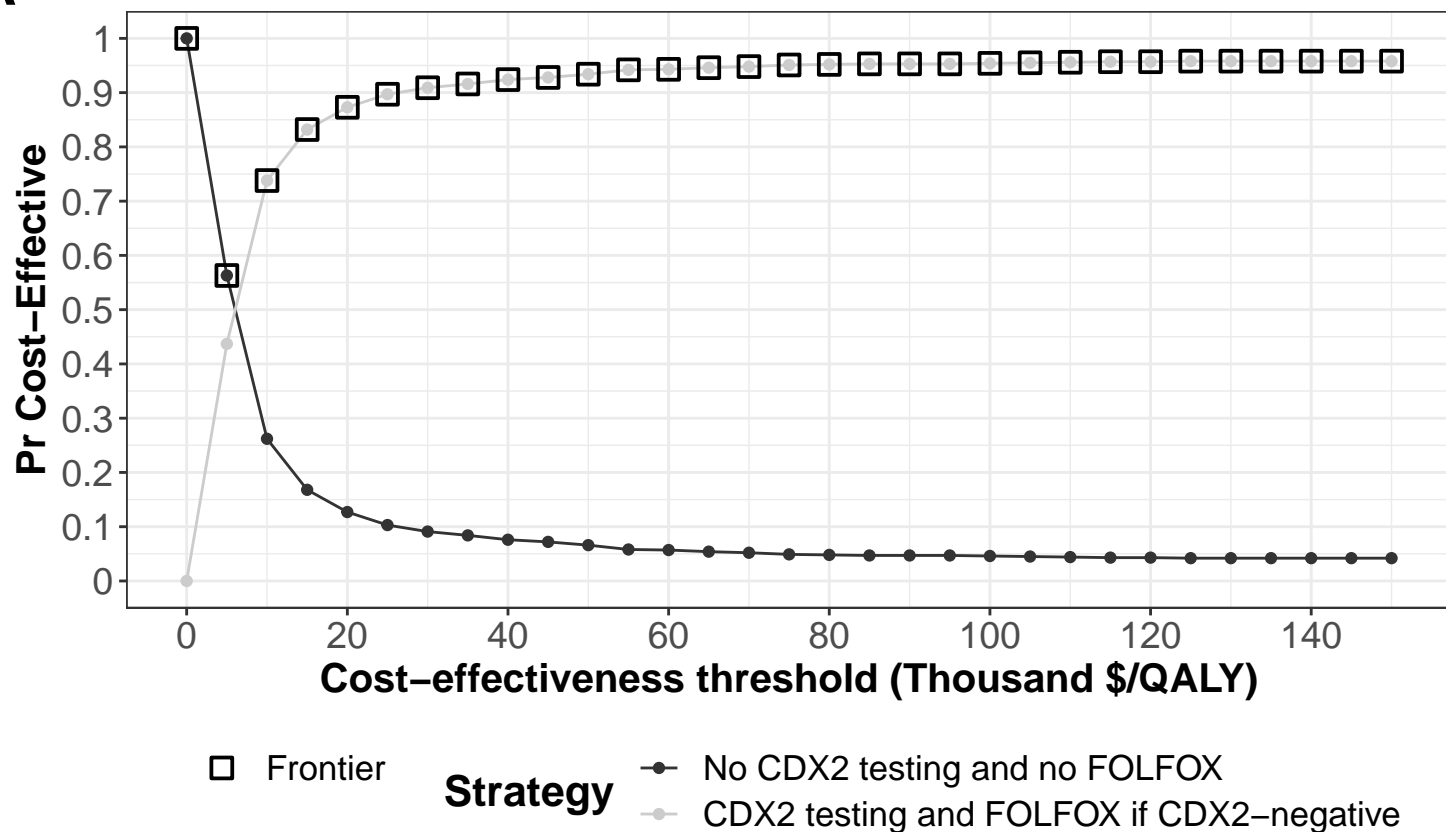 1
0.9
0.8
0.7
0.6
0.5
0.4
0.3
0.2
0.1
0
Pr Cost−Effective
0 20 40 60 80 100 120 140
Cost−effectiveness threshold (Thousand $/QALY)
Frontier
Strategy
No CDX2 testing and no FOLFOX
CDX2 testing and FOLFOX if CDX2−negative